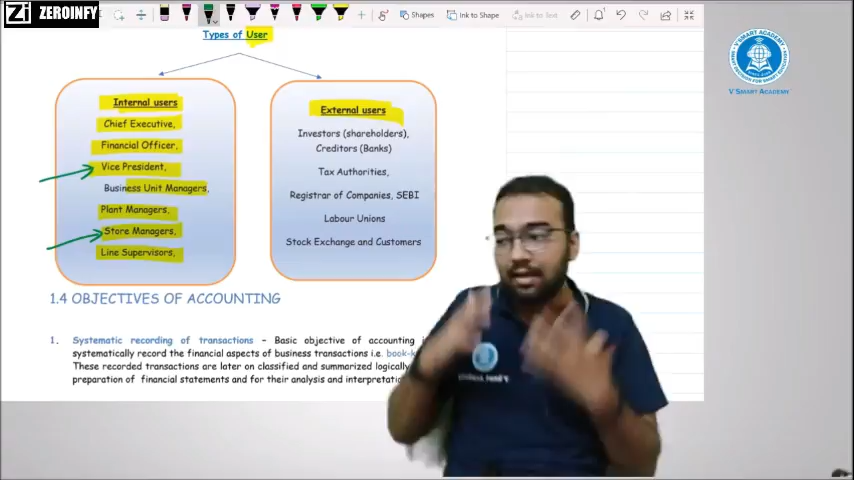 Zi ZEROINFY
Shapes
Ink to Shape
Ink to Text
Types of User
Internal users
Chief Executive,
Financial Officer,
Vice President,
Business Unit Managers,
Plant Managers,
Store Managers,
Line Supervisors,
External users
Investors (shareholders),
Creditors (Banks)
Tax Authorities,
Registrar of Companies, SEBI
Labour Unions
Stock Exchange and Customers
V'SMART ACADEMY
1.4 OBJECTIVES OF ACCOUNTING
1. Systematic recording of transactions – Basic objective of accounting
systematically record the financial aspects of business transactions i.e.
These recorded transactions are later on classified and summarized logically
preparation of financial statements and for their analysis and